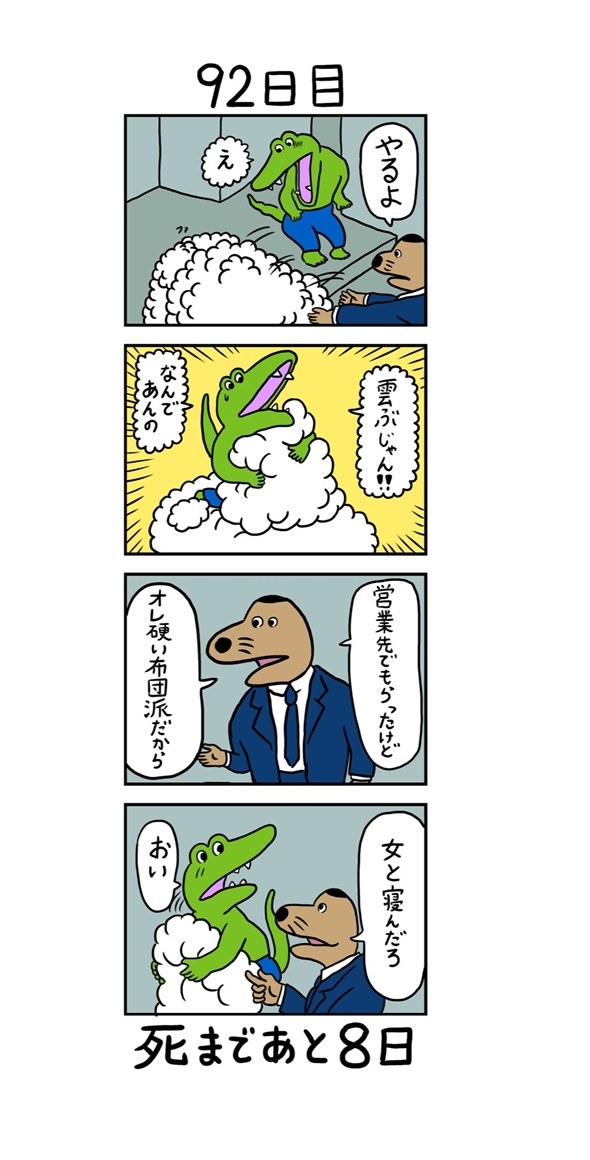 92日目
やるよ
え
雲ぶじゃん!!
なんで
あんの
営業先でもらったけど
オレ硬い布団派だから
女と寝んだろ
おい
死まであと8日